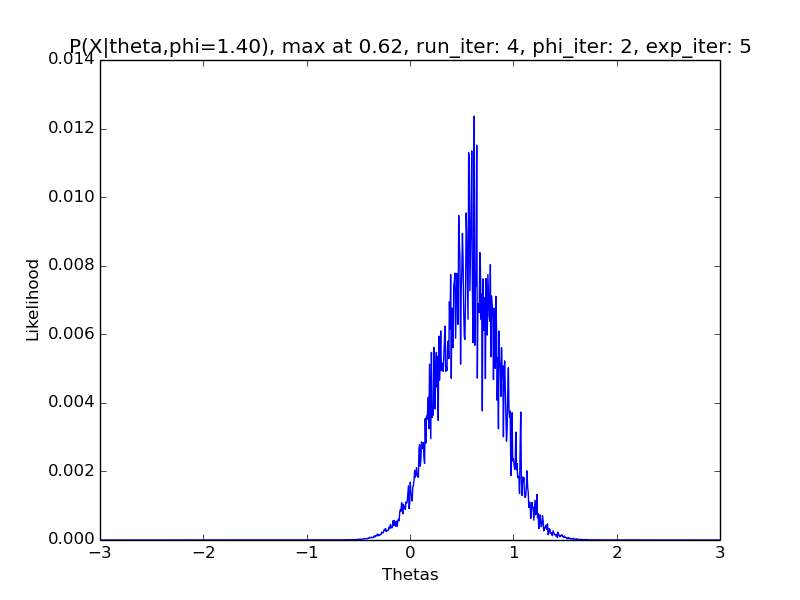 P(X|theta,phi=1.40), max at 0.62, run_iter: 4, phi_iter: 2, exp_iter: 5
0.014
0.012
0.010
0.008
0.006
0.004
0.002
0.000
Likelihood
−3 −2 −1 0 1 2 3
Thetas